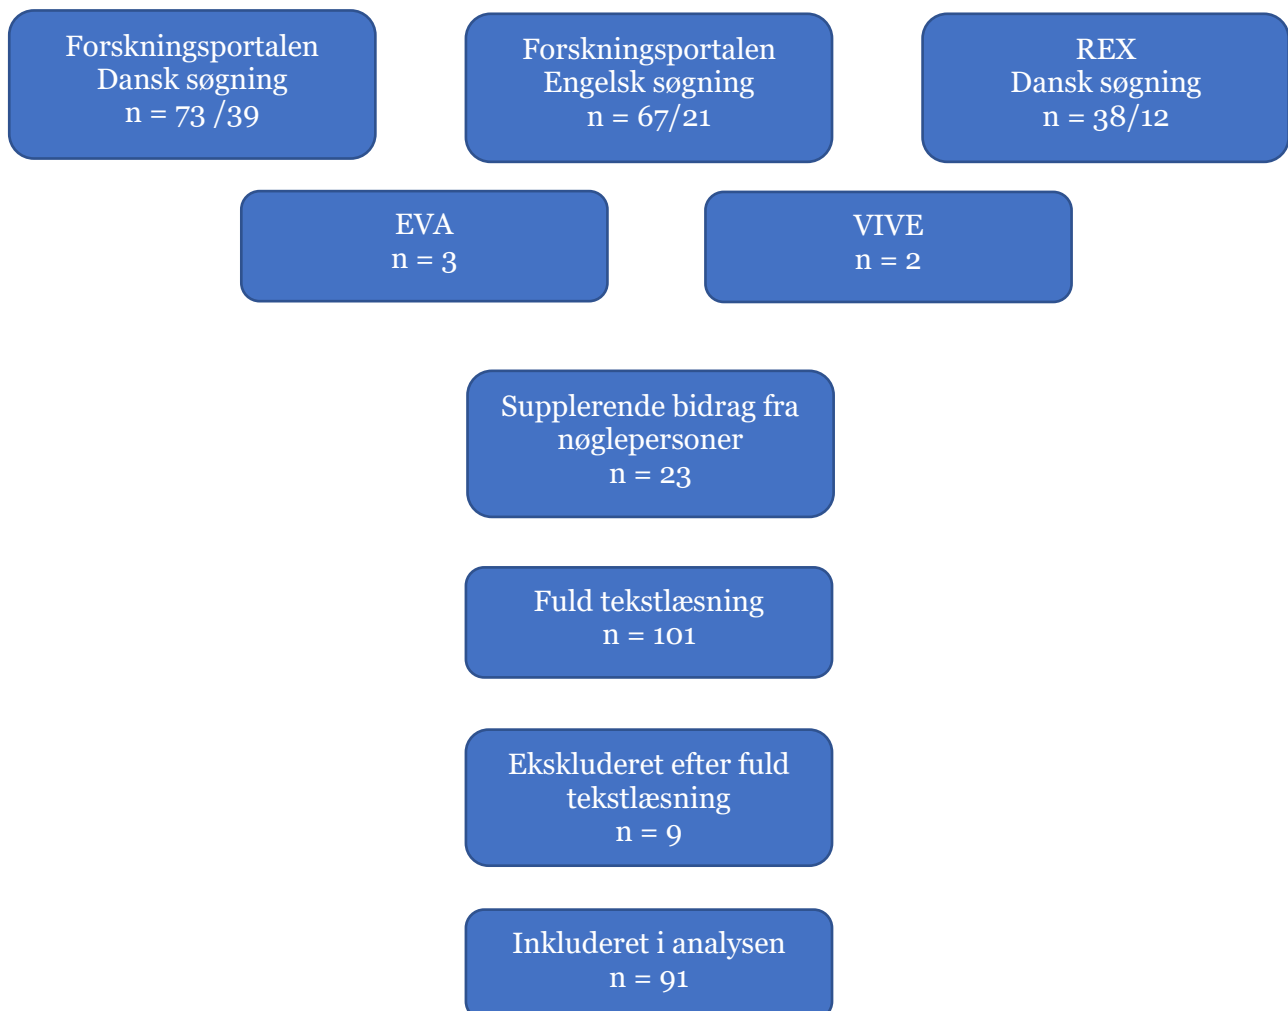 Forskningsportalen
Dansk søgning
n = 73 /39
Forskningsportalen
Engelsk søgning
n = 67/21
REX
Dansk søgning
n = 38/12
EVA
n = 3
VIVE
n = 2
Supplerende bidrag fra
nøglepersoner
n = 23
Fuld tekstlæsning
n = 101
Ekskluderet efter fuld
tekstlæsning
n = 9
Inkluderet i analysen
n = 91